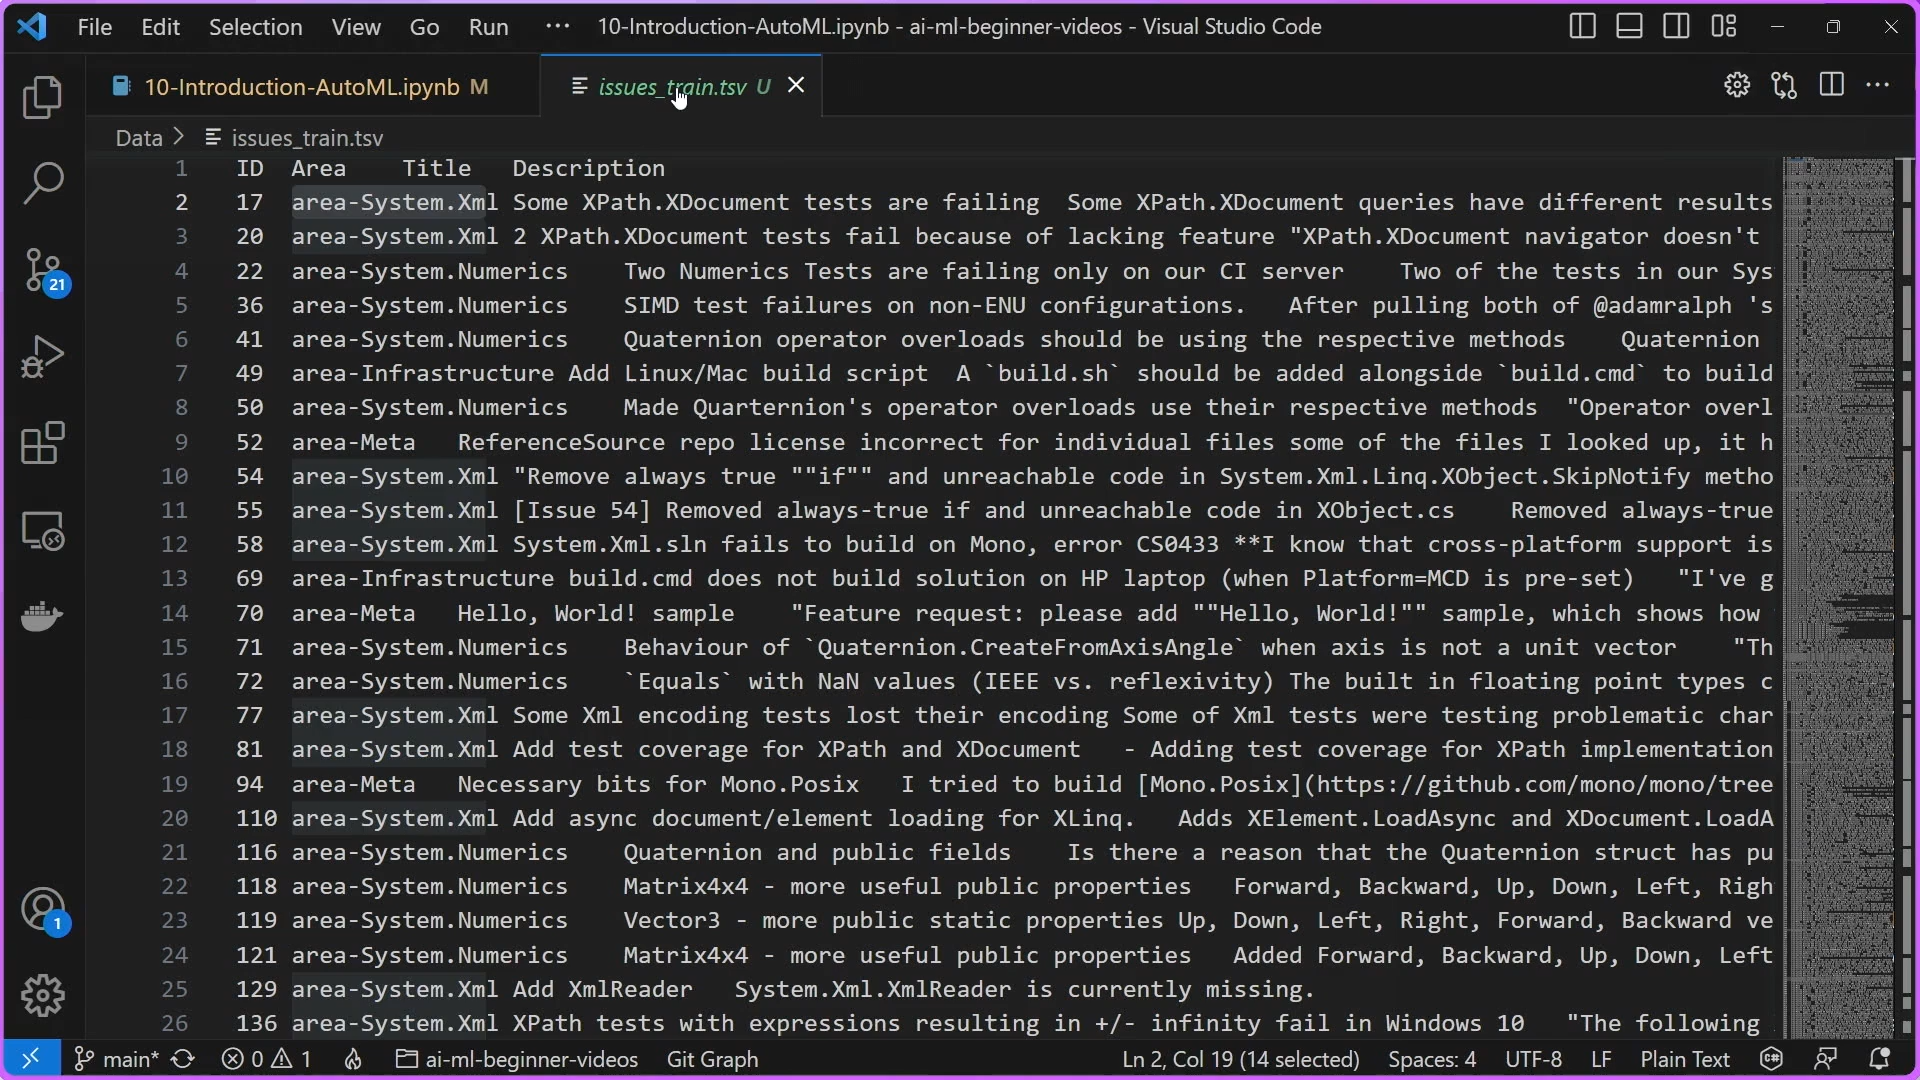 File Edit Selection View Go Run ··· 10-Introduction-AutoML.ipynb - ai-ml-beginner-videos - Visual Studio Code
10-Introduction-AutoML.ipynb M issues_train.tsv U
Data > issues_train.tsv
1 ID Area Title Description
2 17 area-System.Xml Some XPath.XDocument tests are failing Some XPath.XDocument queries have different results
3 20 area-System.Xml 2 XPath.XDocument tests fail because of lacking feature "XPath.XDocument navigator doesn't
4 22 area-System.Numerics Two Numerics Tests are failing only on our CI server Two of the tests in our Sys
5 36 area-System.Numerics SIMD test failures on non-ENU configurations. After pulling both of @adamralph 's
6 41 area-System.Numerics Quaternion operator overloads should be using the respective methods Quaternion
7 49 area-Infrastructure Add Linux/Mac build script A `build.sh` should be added alongside `build.cmd` to build
8 50 area-System.Numerics Made Quarternion's operator overloads use their respective methods "Operator overl
9 52 area-Meta ReferenceSource repo license incorrect for individual files some of the files I looked up, it h
10 54 area-System.Xml "Remove always true ""if"" and unreachable code in System.Xml.Linq.XObject.SkipNotify metho
11 55 area-System.Xml [Issue 54] Removed always-true if and unreachable code in XObject.cs Removed always-true
12 58 area-System.Xml System.Xml.sln fails to build on Mono, error CS0433 **I know that cross-platform support is
13 69 area-Infrastructure build.cmd does not build solution on HP laptop (when Platform=MCD is pre-set) "I've g
14 70 area-Meta Hello, World! sample "Feature request: please add ""Hello, World!"" sample, which shows how
15 71 area-System.Numerics Behaviour of `Quaternion.CreateFromAxisAngle` when axis is not a unit vector "Th
16 72 area-System.Numerics `Equals` with NaN values (IEEE vs. reflexivity) The built in floating point types c
17 77 area-System.Xml Some Xml encoding tests lost their encoding Some of Xml tests were testing problematic char
18 81 area-System.Xml Add test coverage for XPath and XDocument - Adding test coverage for XPath implementation
19 94 area-Meta Necessary bits for Mono.Posix I tried to build [Mono.Posix](https://github.com/mono/mono/tree
20 110 area-System.Xml Add async document/element loading for XLinq. Adds XElement.LoadAsync and XDocument.LoadA
21 116 area-System.Numerics Quaternion and public fields Is there a reason that the Quaternion struct has pu
22 118 area-System.Numerics Matrix4x4 - more useful public properties Forward, Backward, Up, Down, Left, Righ
23 119 area-System.Numerics Vector3 - more public static properties Up, Down, Left, Right, Forward, Backward ve
24 121 area-System.Numerics Matrix4x4 - more useful public properties Added Forward, Backward, Up, Down, Left
25 129 area-System.Xml Add XmlReader System.Xml.XmlReader is currently missing.
26 136 area-System.Xml XPath tests with expressions resulting in +/- infinity fail in Windows 10 "The following
21
1
main* 0 1 ai-ml-beginner-videos Git Graph Ln 2, Col 19 (14 selected) Spaces: 4 UTF-8 LF Plain Text